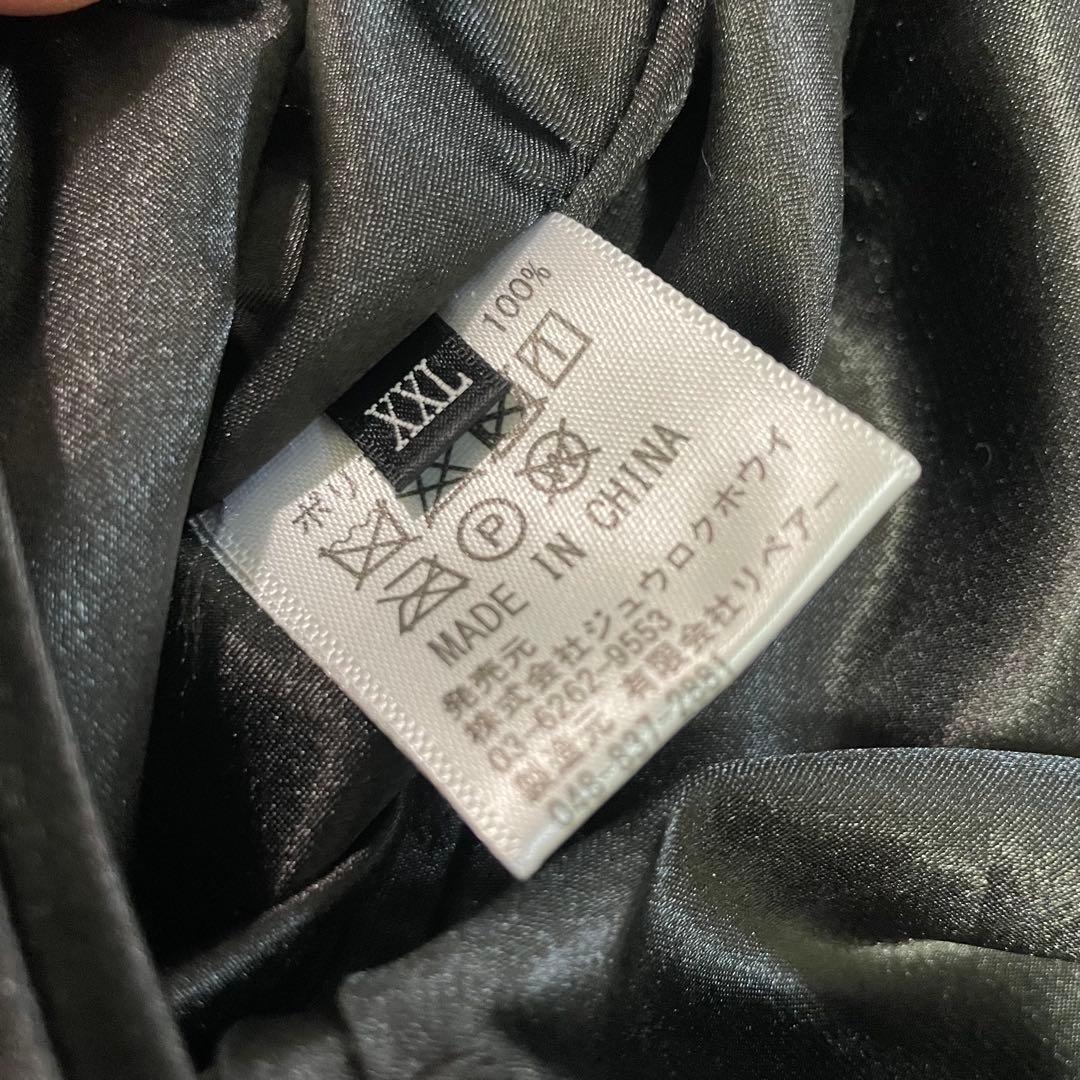 ポリ 100%
XXL
P
W
MADE IN CHINA
発売元
株式会社ジュウロクホウイ
03-6262-9553
製造元 有限会社リペアー